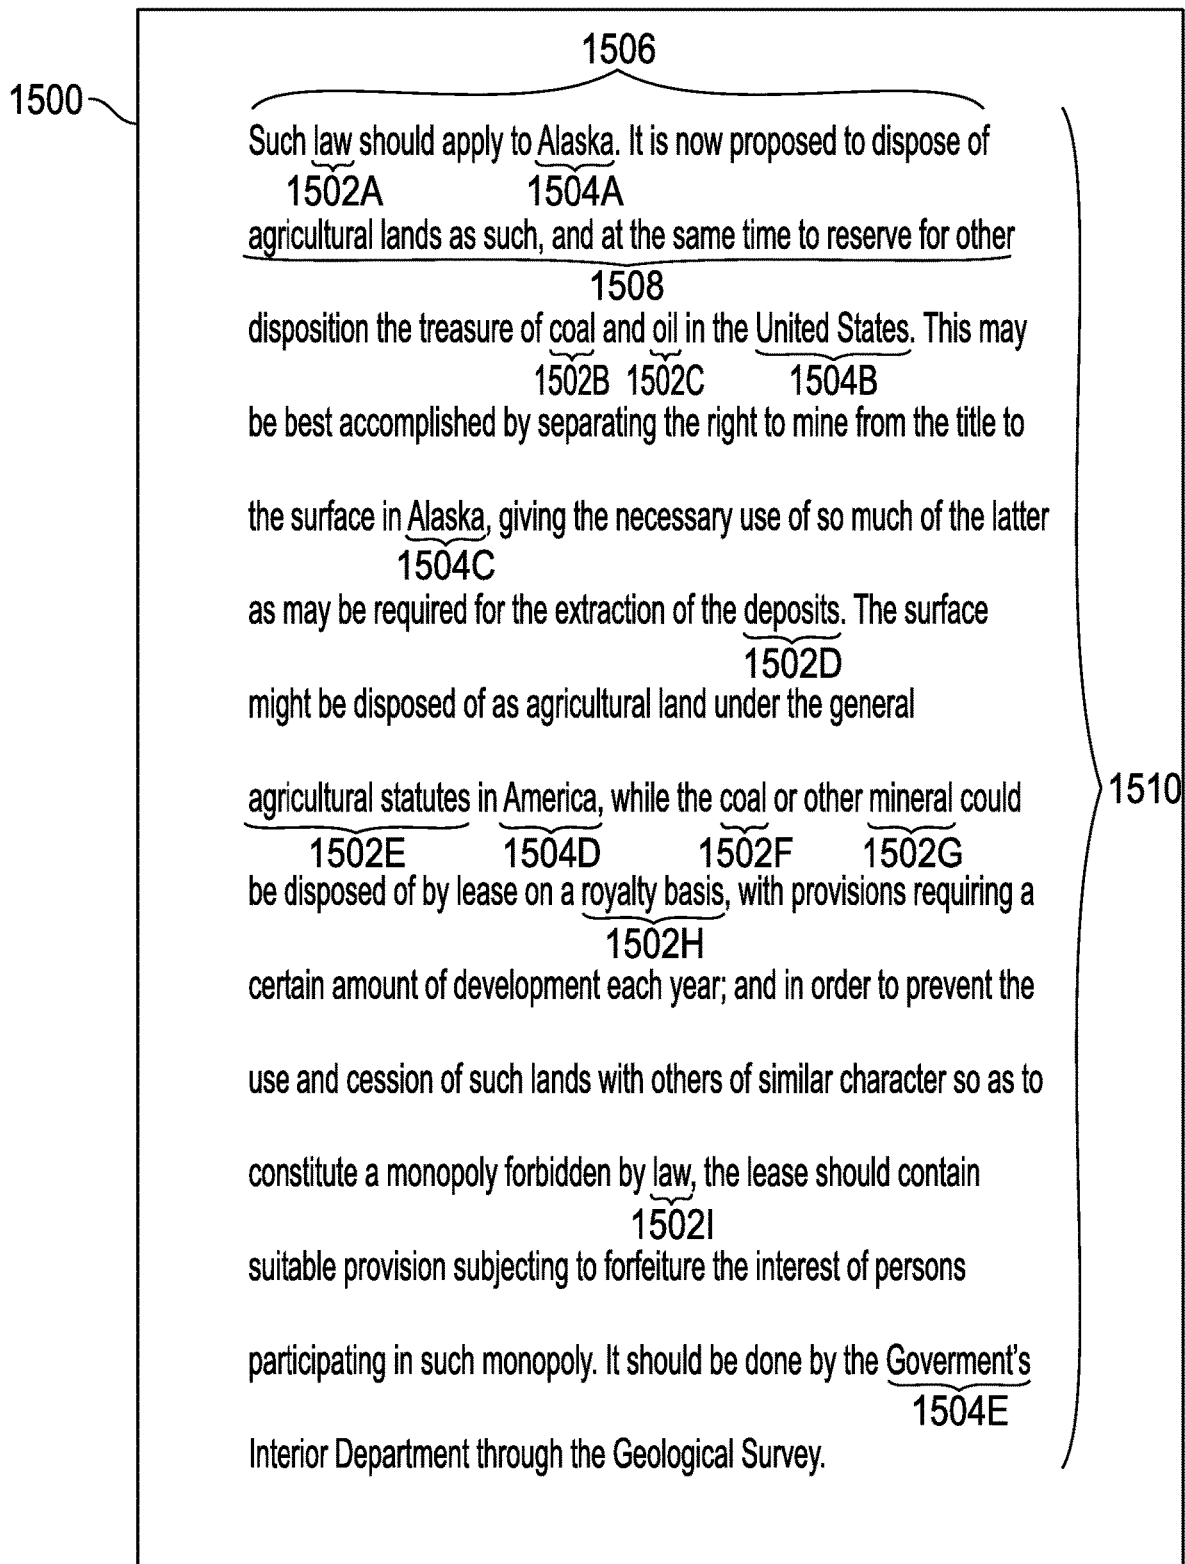 1506
1500
Such law should apply to Alaska. It is now proposed to dispose of
1502A 1504A
agricultural lands as such, and at the same time to reserve for other
1508
disposition the treasure of coal and oil in the United States. This may
1502B 1502C 1504B
be best accomplished by separating the right to mine from the title to
the surface in Alaska, giving the necessary use of so much of the latter
1504C
as may be required for the extraction of the deposits. The surface
1502D
might be disposed of as agricultural land under the general
1510
agricultural statutes in America, while the coal or other mineral could
1502E 1504D 1502F 1502G
be disposed of by lease on a royalty basis, with provisions requiring a
1502H
certain amount of development each year; and in order to prevent the
use and cession of such lands with others of similar character so as to
constitute a monopoly forbidden by law, the lease should contain
1502I
suitable provision subjecting to forfeiture the interest of persons
participating in such monopoly. It should be done by the Goverment's
1504E
Interior Department through the Geological Survey.